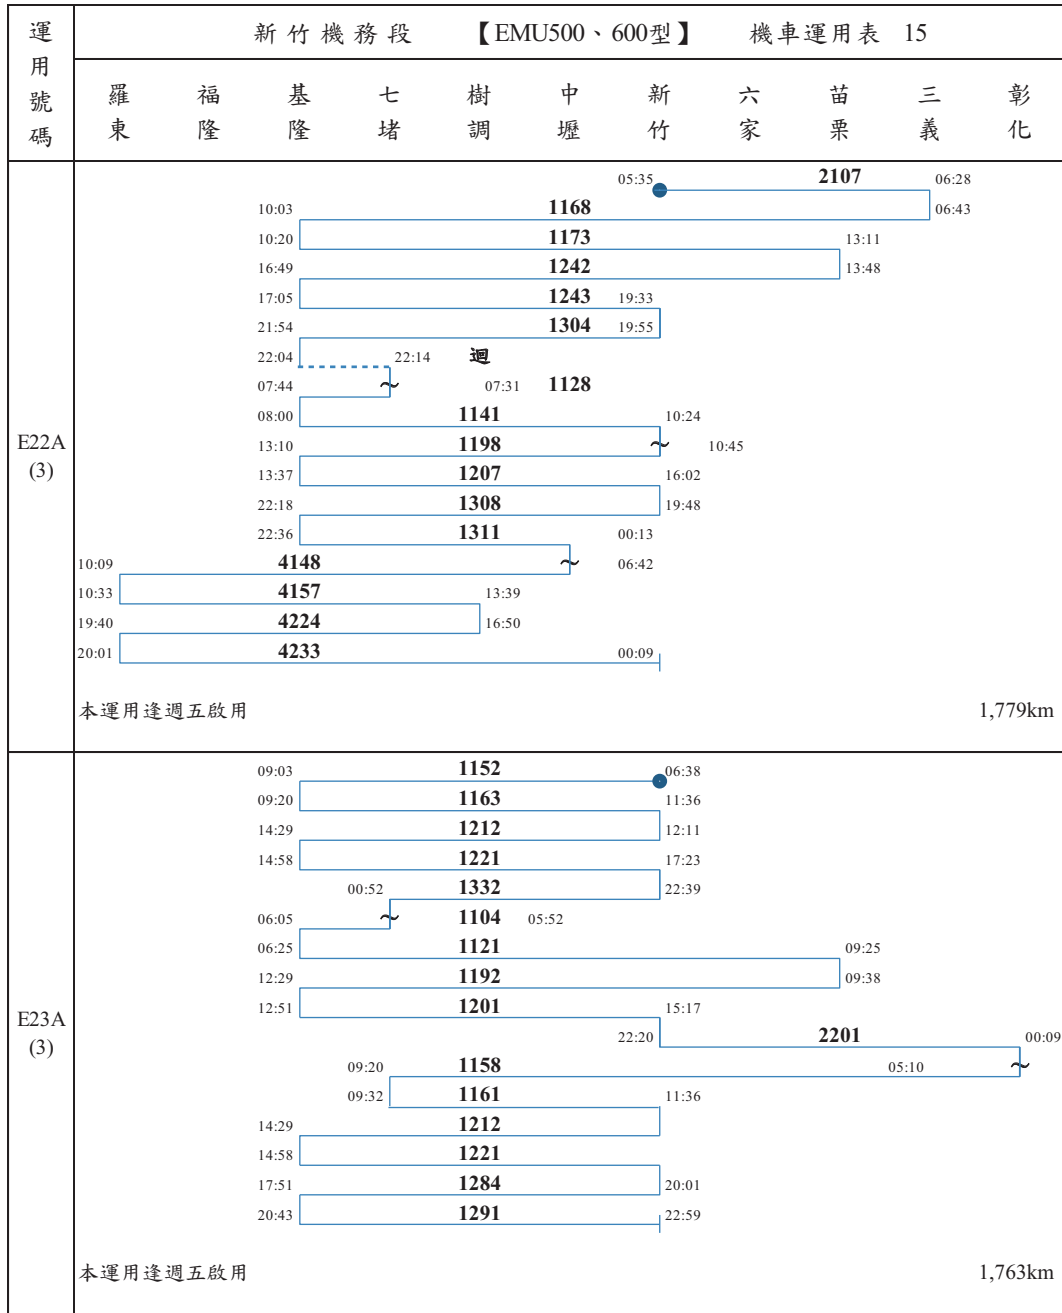 運用號碼
新竹機務段 【EMU500、600型】 機車運用表 15
羅東 福隆 基隆 七堵 樹調 中壢 新竹 六家 苗栗 三義 彰化
05:35 2107 06:28
10:03 1168 06:43
10:20 1173 13:11
16:49 1242 13:48
17:05 1243 19:33
21:54 1304 19:55
22:04 22:14 迴
07:44 ~ 07:31 1128
08:00 1141 10:24
13:10 1198 ~ 10:45
13:37 1207 16:02
22:18 1308 19:48
22:36 1311 00:13
10:09 4148 ~ 06:42
10:33 4157 13:39
19:40 4224 16:50
20:01 4233 00:09
E22A
(3)
本運用逢週五啟用 1,779km
09:03 1152 06:38
09:20 1163 11:36
14:29 1212 12:11
14:58 1221 17:23
00:52 1332 22:39
06:05 ~ 1104 05:52
06:25 1121 09:25
12:29 1192 09:38
12:51 1201 15:17
22:20 2201 00:09
09:20 1158 05:10 ~
09:32 1161 11:36
14:29 1212
14:58 1221
17:51 1284 20:01
20:43 1291 22:59
E23A
(3)
本運用逢週五啟用 1,763km